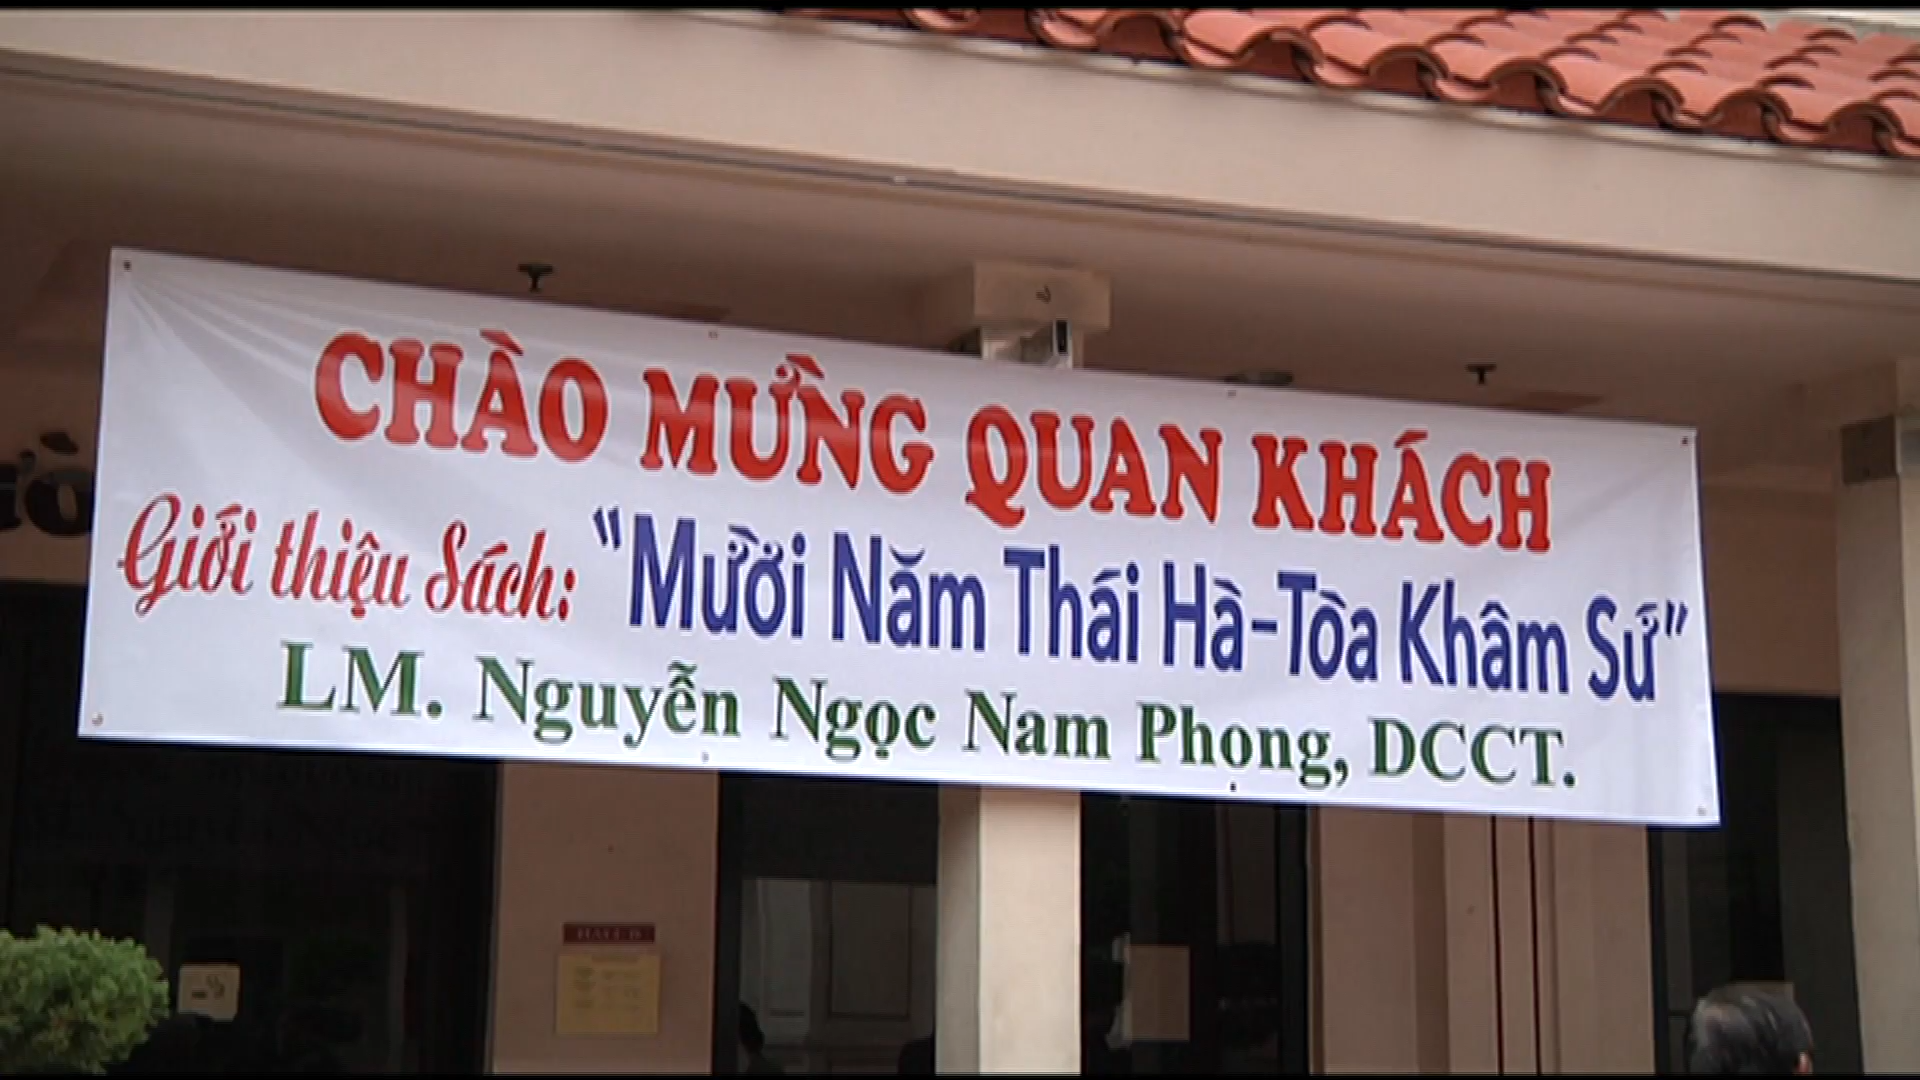 CHÀO MỪNG QUAN KHÁCH
Giới thiệu Sách: "Mười Năm Thái Hà-Tòa Khâm Sứ"
LM. Nguyễn Ngọc Nam Phọng, DCCT.